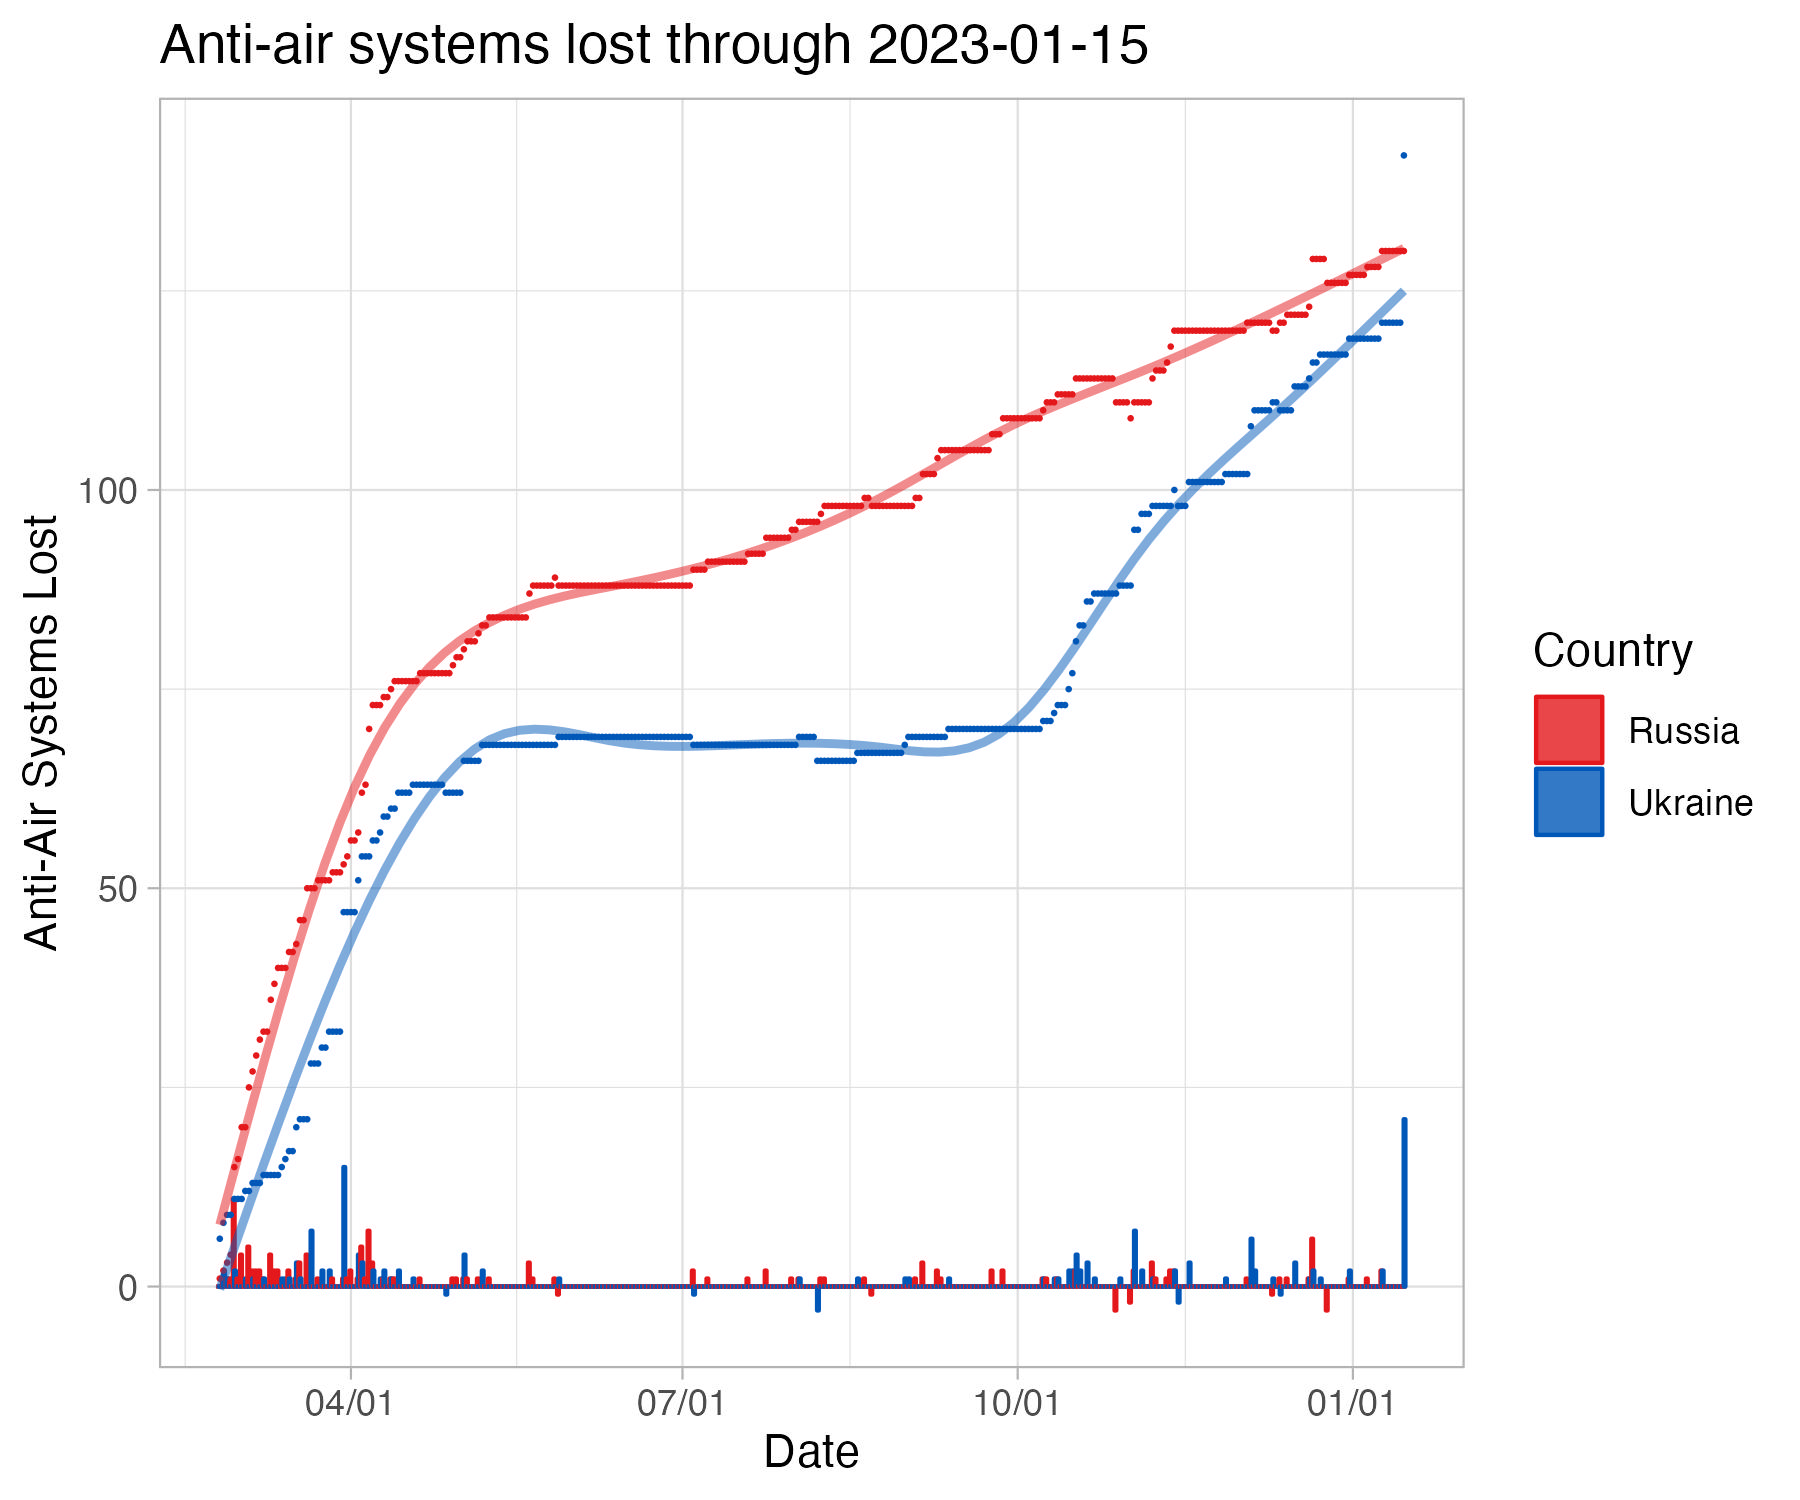 Anti-air systems lost through 2023-01-15
Anti-Air Systems Lost
100
50
0
04/01
07/01
10/01
01/01
Date
Country
Russia
Ukraine